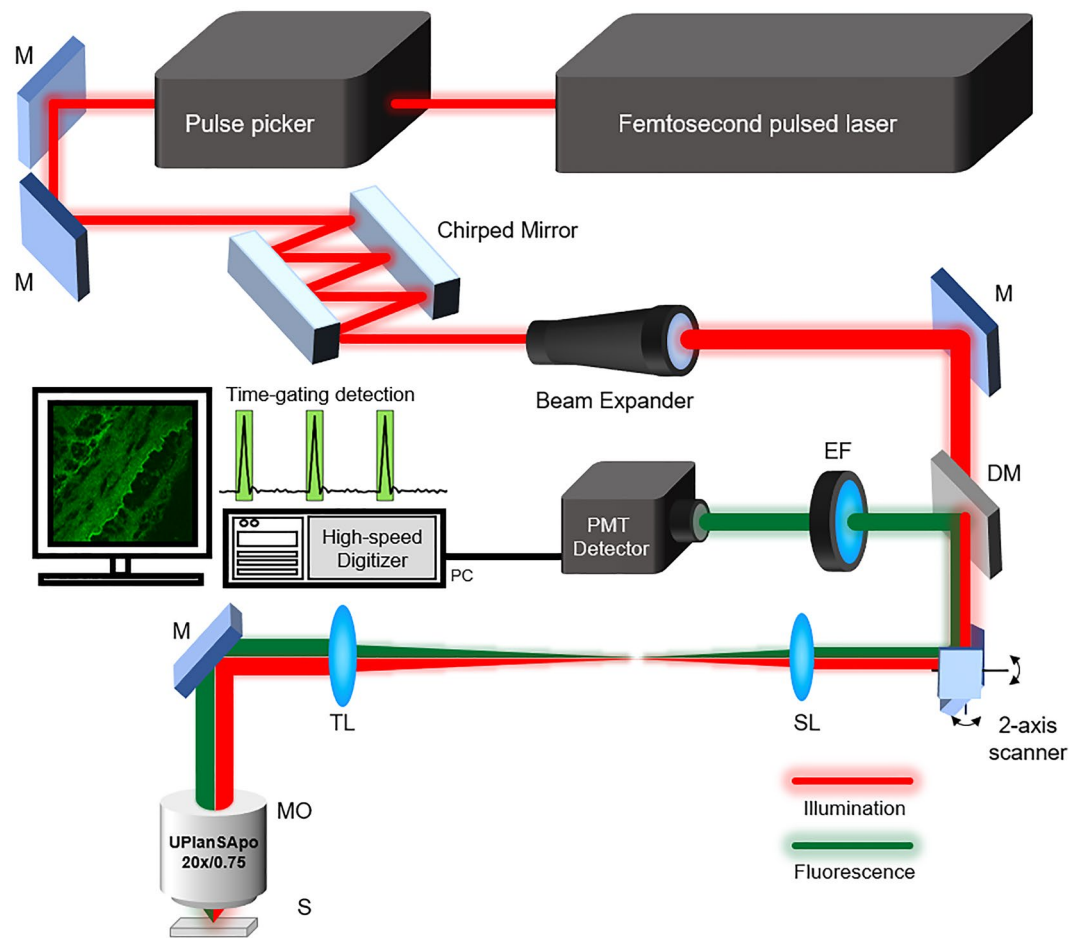 M
Pulse picker
Femtosecond pulsed laser
M
Chirped Mirror
M
Beam Expander
Time-gating detection
EF
DM
PMT
Detector
High-speed
Digitizer
PC
M
TL
SL
2-axis
scanner
MO
UPlanSApo
20x/0.75
S
Illumination
Fluorescence